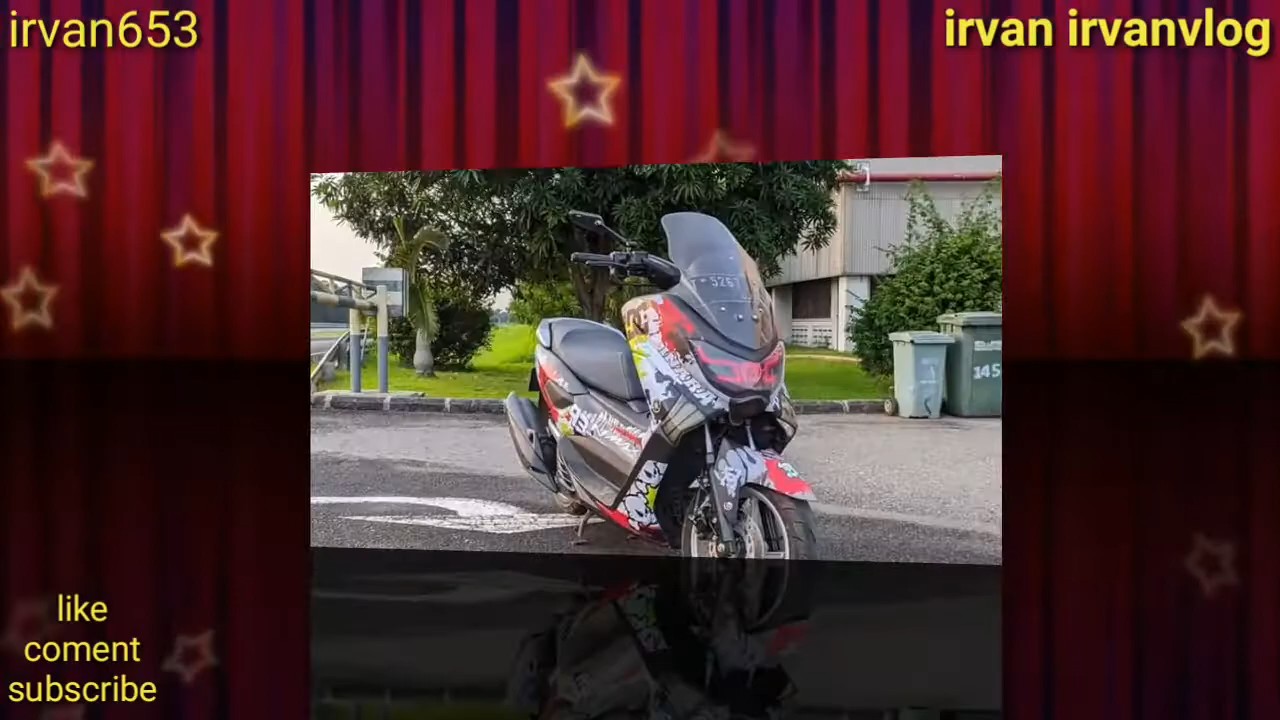 irvan653
irvan irvanvlog
145
like
coment
subscribe